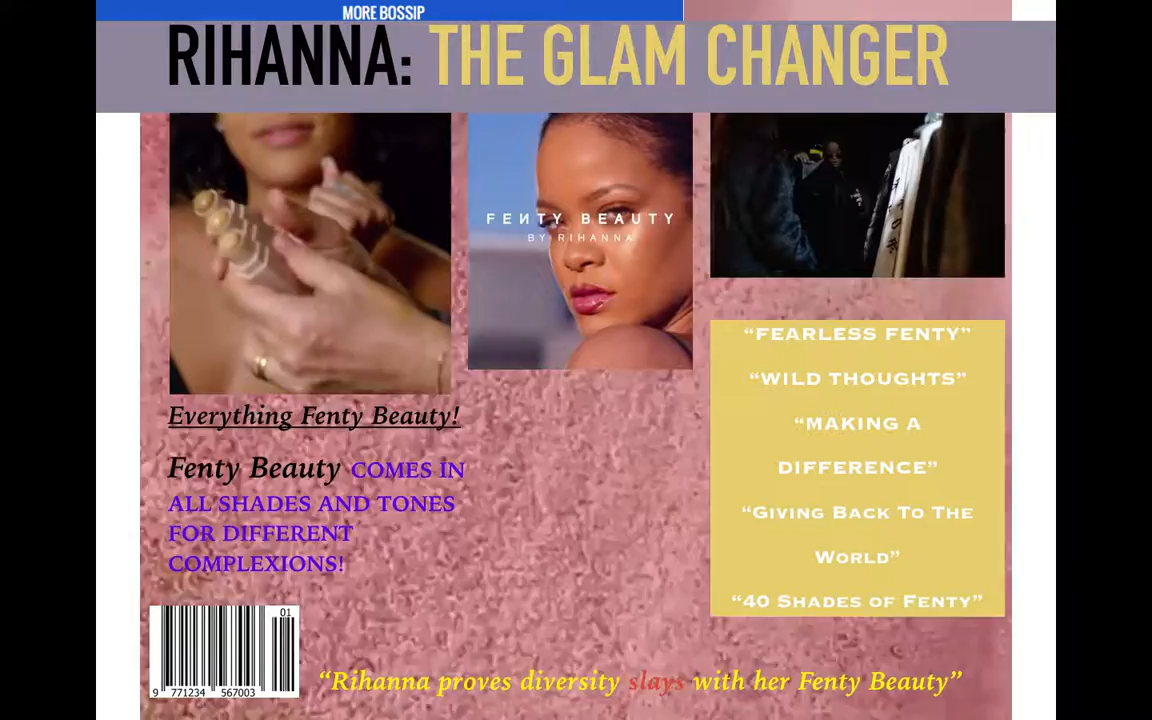 MORE BOSSIP
RIHANNA: THE GLAM CHANGER
FEИTY BEAUTY
BY RIHANNA
Everything Fenty Beauty!
Fenty Beauty COMES IN
ALL SHADES AND TONES
FOR DIFFERENT
COMPLEXIONS!
“FEARLESS FENTY”
“WILD THOUGHTS”
“MAKING A
DIFFERENCE”
“GIVING BACK TO THE
WORLD”
“40 SHADES OF FENTY”
01
9 771234 567003
“Rihanna proves diversity slays with her Fenty Beauty”